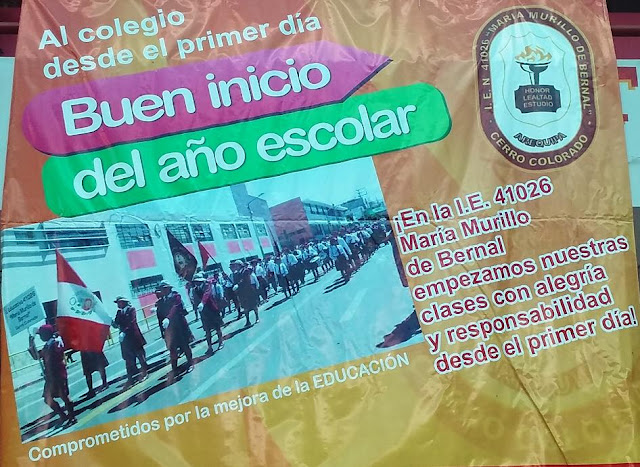 Al colegio
desde el primer día
Buen inicio
del año escolar
I.E.N 41026 "MARIA MURILLO DE BERNAL"
HONOR
LEALTAD
ESTUDIO
AREQUIPA
CERRO COLORADO
¡En la I.E. 41026
María Murillo
de Bernal
empezamos nuestras
clases con alegría
y responsabilidad
desde el primer día!
Comprometidos por la mejora de la EDUCACIÓN